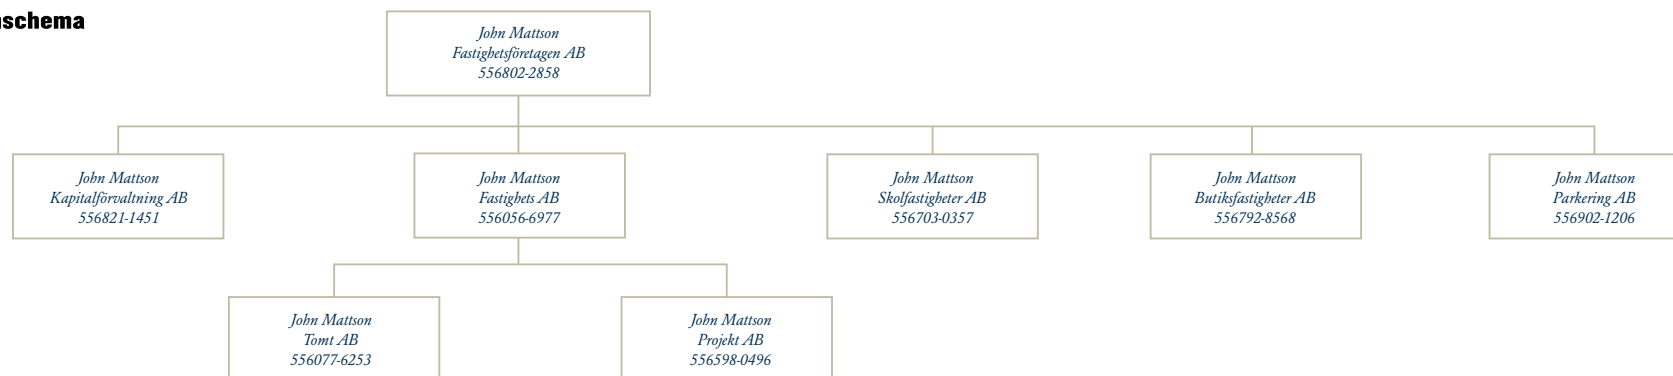 schema
John Mattson
Fastighetsföretagen AB
556802-2858
John Mattson
Kapitalförvaltning AB
556821-1451
John Mattson
Fastighets AB
556056-6977
John Mattson
Skolfastigheter AB
556703-0357
John Mattson
Butiksfastigheter AB
556792-8568
John Mattson
Parkering AB
556902-1206
John Mattson
Tomt AB
556077-6253
John Mattson
Projekt AB
556598-0496